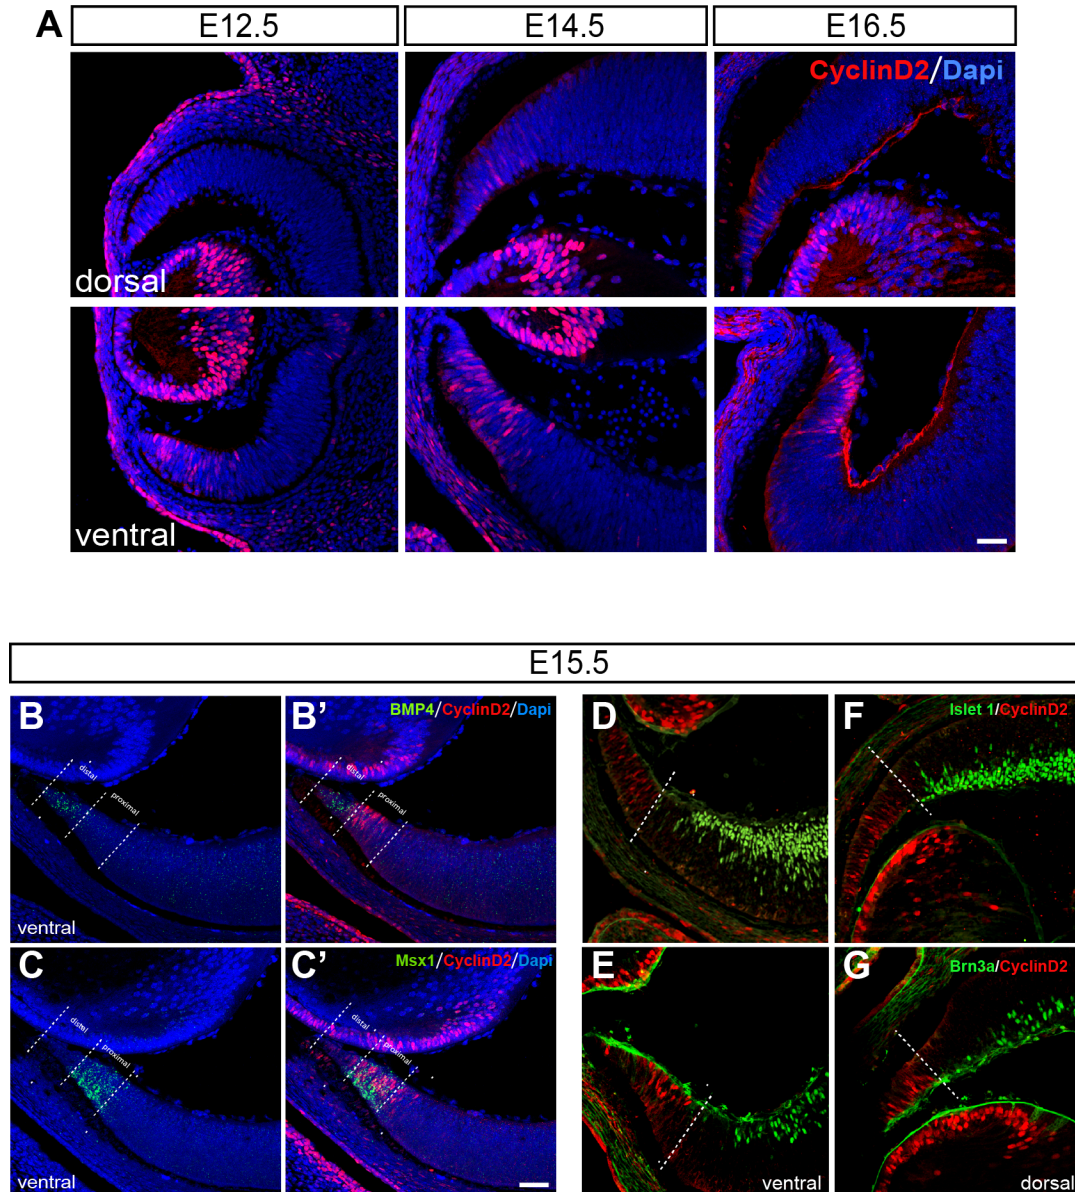 A E12.5 E14.5 E16.5
CyclinD2/Dapi
dorsal
ventral
E15.5
B B’ BMP4/CyclinD2/Dapi D F Islet 1/CyclinD2
distal distal
proximal proximal
ventral
C C’ Msx1/CyclinD2/Dapi E G Brn3a/CyclinD2
distal distal
proximal proximal
ventral ventral dorsal